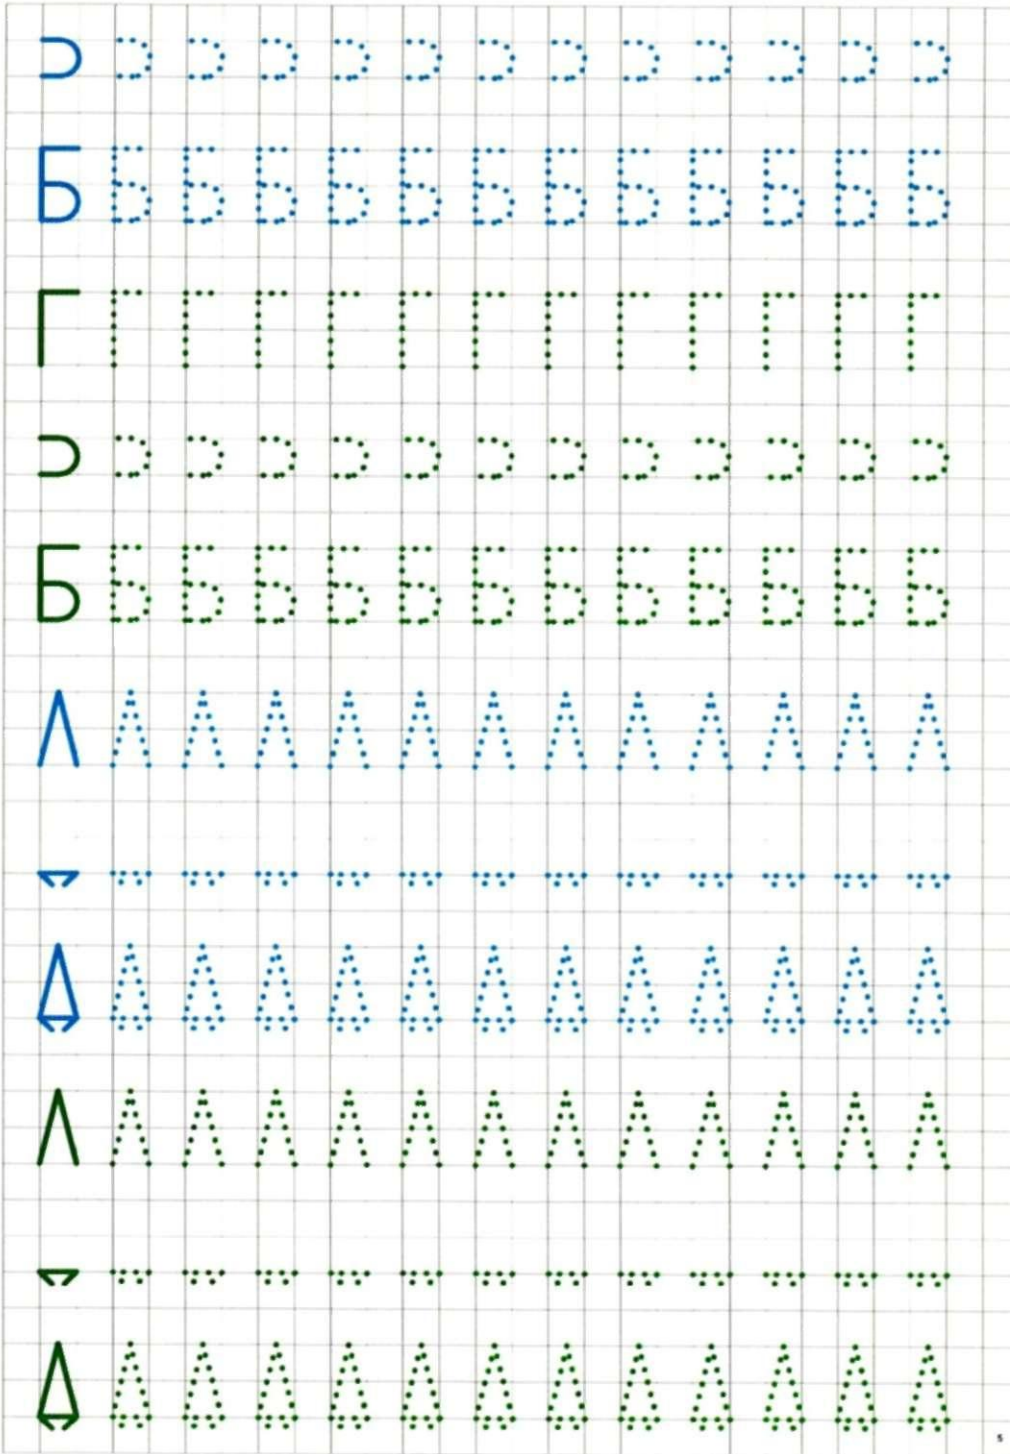 Б Б Б Б Б Б Б Б Б Б Б Б Б
Г Г Г Г Г Г Г Г Г Г Г Г Г
Б Б Б Б Б Б Б Б Б Б Б Б Б
Л Л Л Л Л Л Л Л Л Л Л Л Л
Д Д Д Д Д Д Д Д Д Д Д Д Д
Л Л Л Л Л Л Л Л Л Л Л Л Л
Д Д Д Д Д Д Д Д Д Д Д Д Д
5